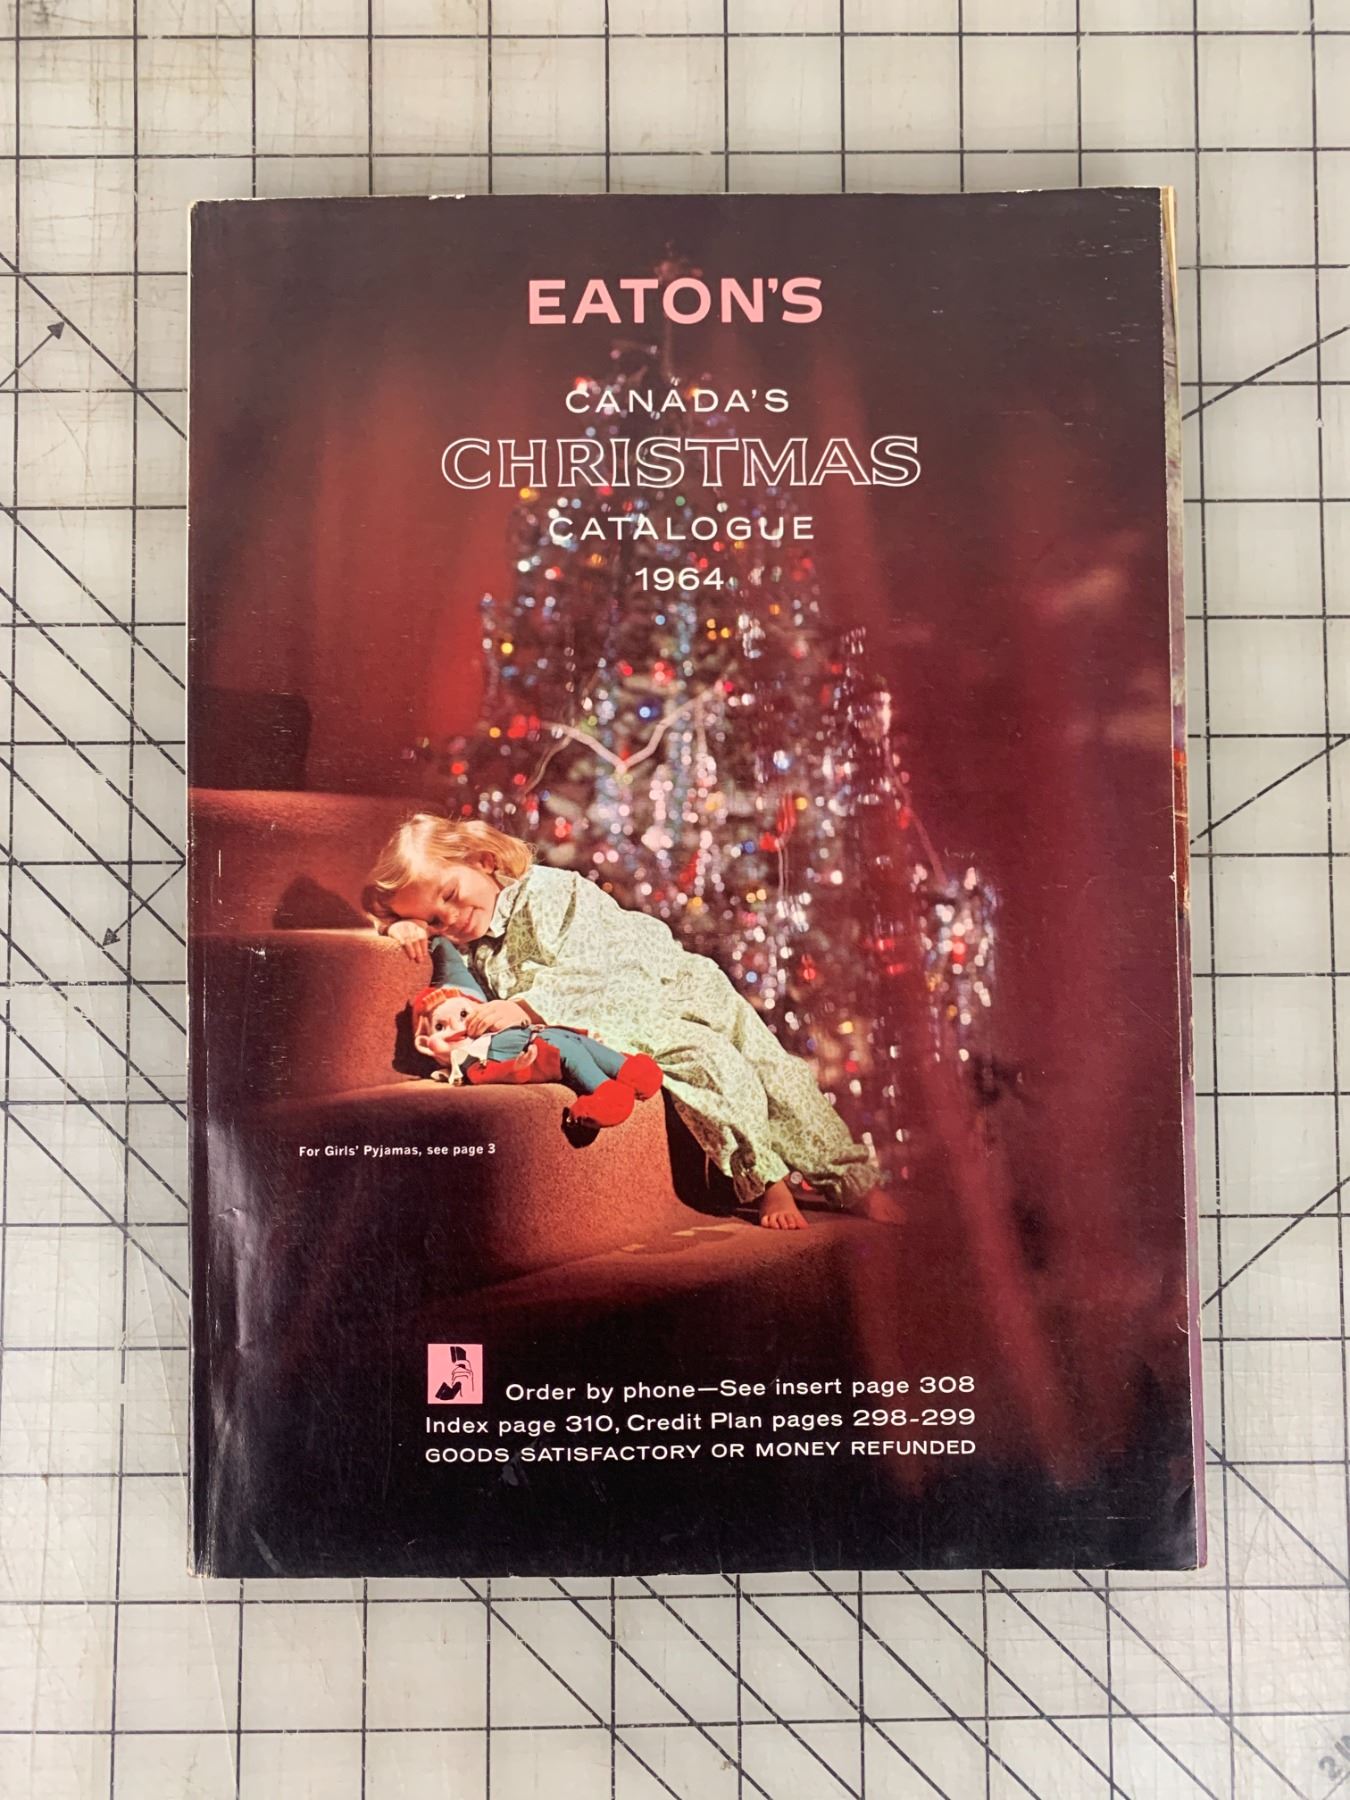 EATON'S
CANADA'S
CHRISTMAS
CATALOGUE
1964
For Girls' Pyjamas, see page 3
Order by phone—See insert page 308
Index page 310, Credit Plan pages 298-299
GOODS SATISFACTORY OR MONEY REFUNDED